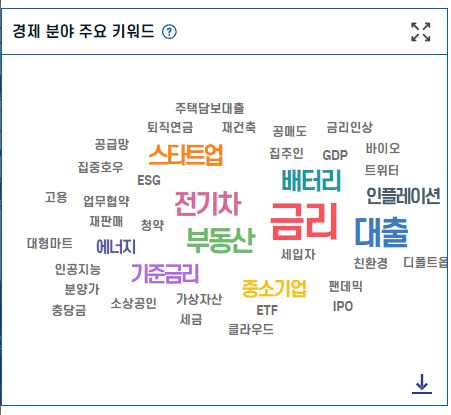 경제 분야 주요 키워드 ?
주택담보대출
퇴직연금 재건축 공매도 금리인상
공급망 스타트업 집주인 GDP 바이오
집중호우 ESG 배터리 트위터
고용 업무협약 전기차 금리 인플레이션
재판매 청약 부동산 대출
대형마트 에너지 세입자 친환경 디폴트옵
인공지능 기준금리
분양가 중소기업 팬데믹
충당금 소상공인 가상자산 ETF IPO
세금
클라우드